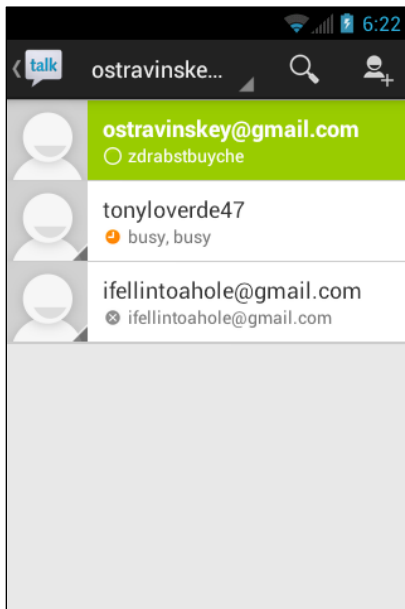 6:22
talk ostravinske...
ostravinskey@gmail.com
zdrabstbuyche
tonyloverde47
busy, busy
ifellintoahole@gmail.com
ifellintoahole@gmail.com